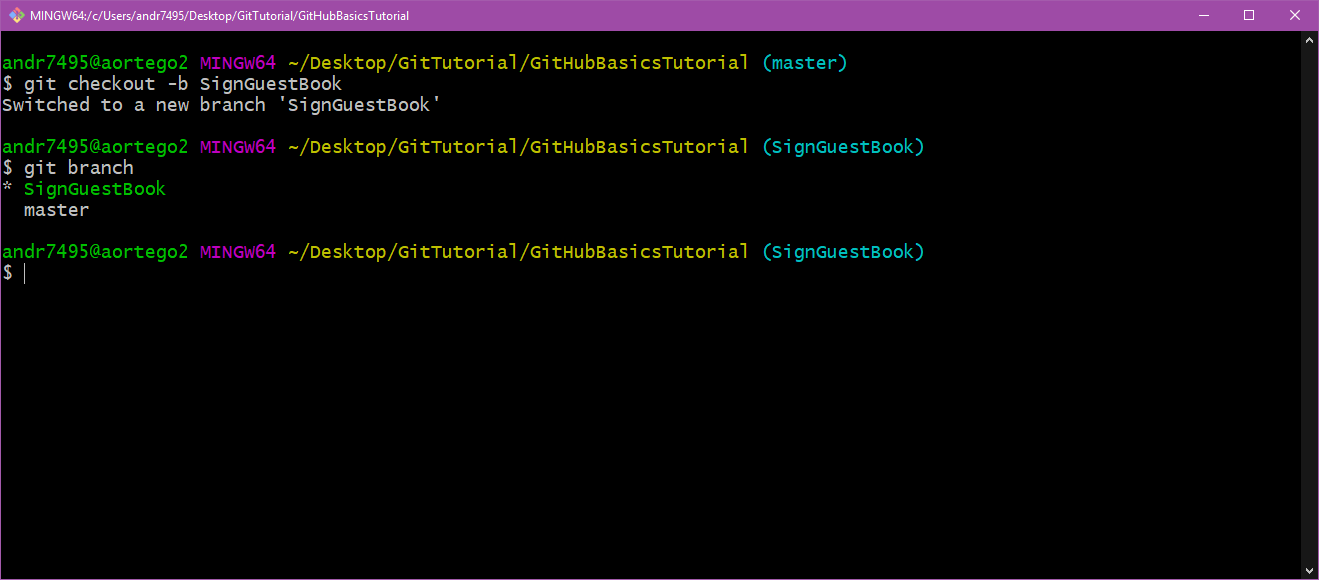 MINGW64:/c/Users/andr7495/Desktop/GitTutorial/GitHubBasicsTutorial
andr7495@aortego2 MINGW64 ~/Desktop/GitTutorial/GitHubBasicsTutorial (master)
$ git checkout -b SignGuestBook
Switched to a new branch 'SignGuestBook'
andr7495@aortego2 MINGW64 ~/Desktop/GitTutorial/GitHubBasicsTutorial (SignGuestBook)
$ git branch
* SignGuestBook
  master
andr7495@aortego2 MINGW64 ~/Desktop/GitTutorial/GitHubBasicsTutorial (SignGuestBook)
$